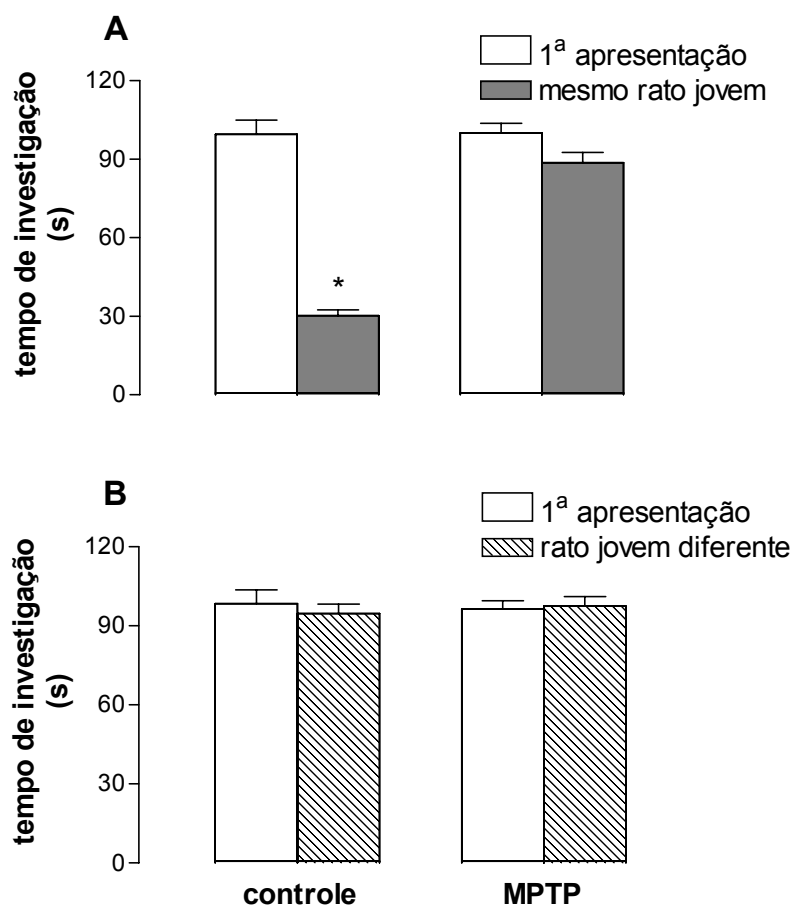 A
1ª apresentação
mesmo rato jovem
tempo de investigação
(s)
120
90
60
30
0
*
B
1ª apresentação
rato jovem diferente
tempo de investigação
(s)
120
90
60
30
0
controle MPTP